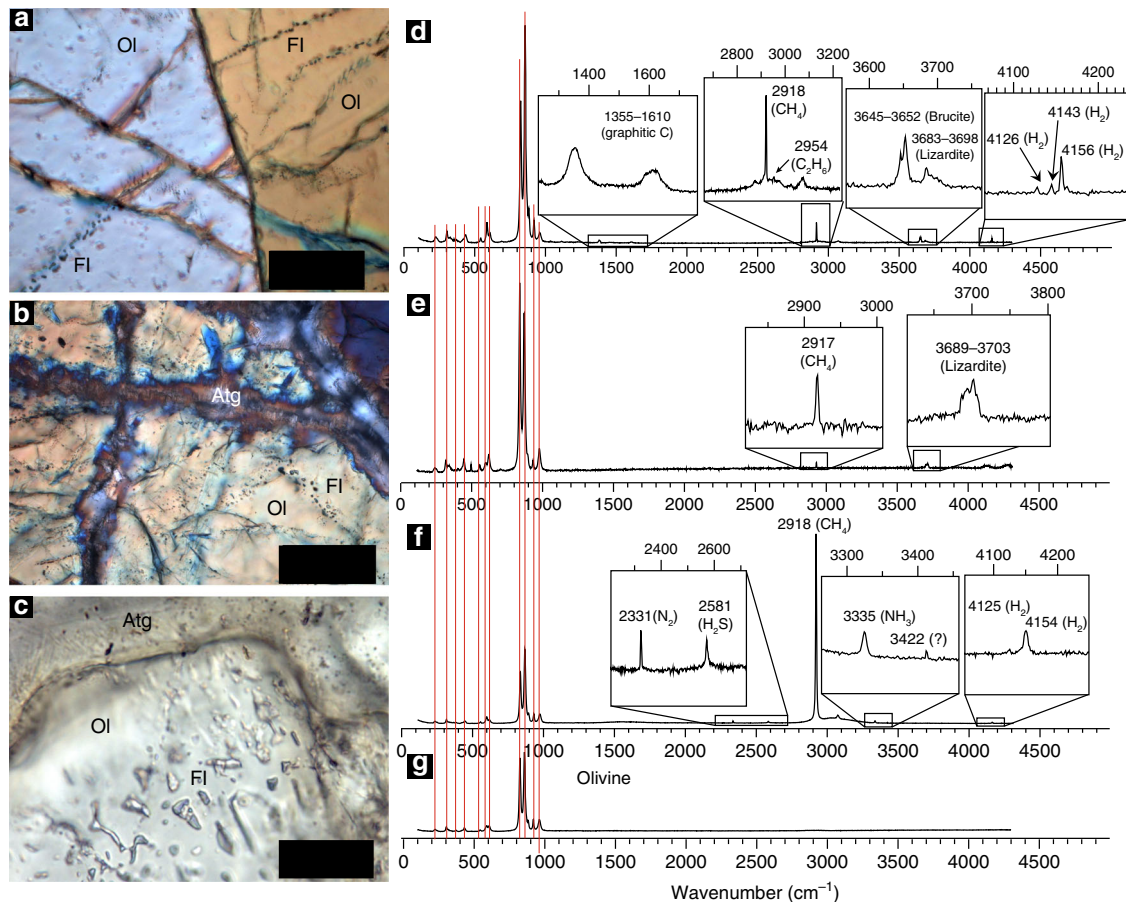 a
Ol
Fl
Ol
Fl
b
Atg
Fl
Ol
c
Atg
Ol
Fl
d
1400 1600
1355–1610
(graphitic C)
2800 3000 3200
2918
(CH₄)
2954
(C₂H₆)
3600 3700
3645–3652 (Brucite)
3683–3698
(Lizardite)
4100 4200
4143 (H₂)
4126 (H₂)
4156 (H₂)
0 500 1000 1500 2000 2500 3000 3500 4000 4500
e
2900 3000
2917
(CH₄)
3700 3800
3689–3703
(Lizardite)
0 500 1000 1500 2000 2500 3000 3500 4000 4500
f
2918 (CH₄)
2400 2600
2331(N₂)
2581
(H₂S)
3300 3400
3335 (NH₃)
3422 (?)
4100 4200
4125 (H₂)
4154 (H₂)
0 500 1000 1500 2000 2500 3000 3500 4000 4500
g
Olivine
0 500 1000 1500 2000 2500 3000 3500 4000 4500
Wavenumber (cm⁻¹)